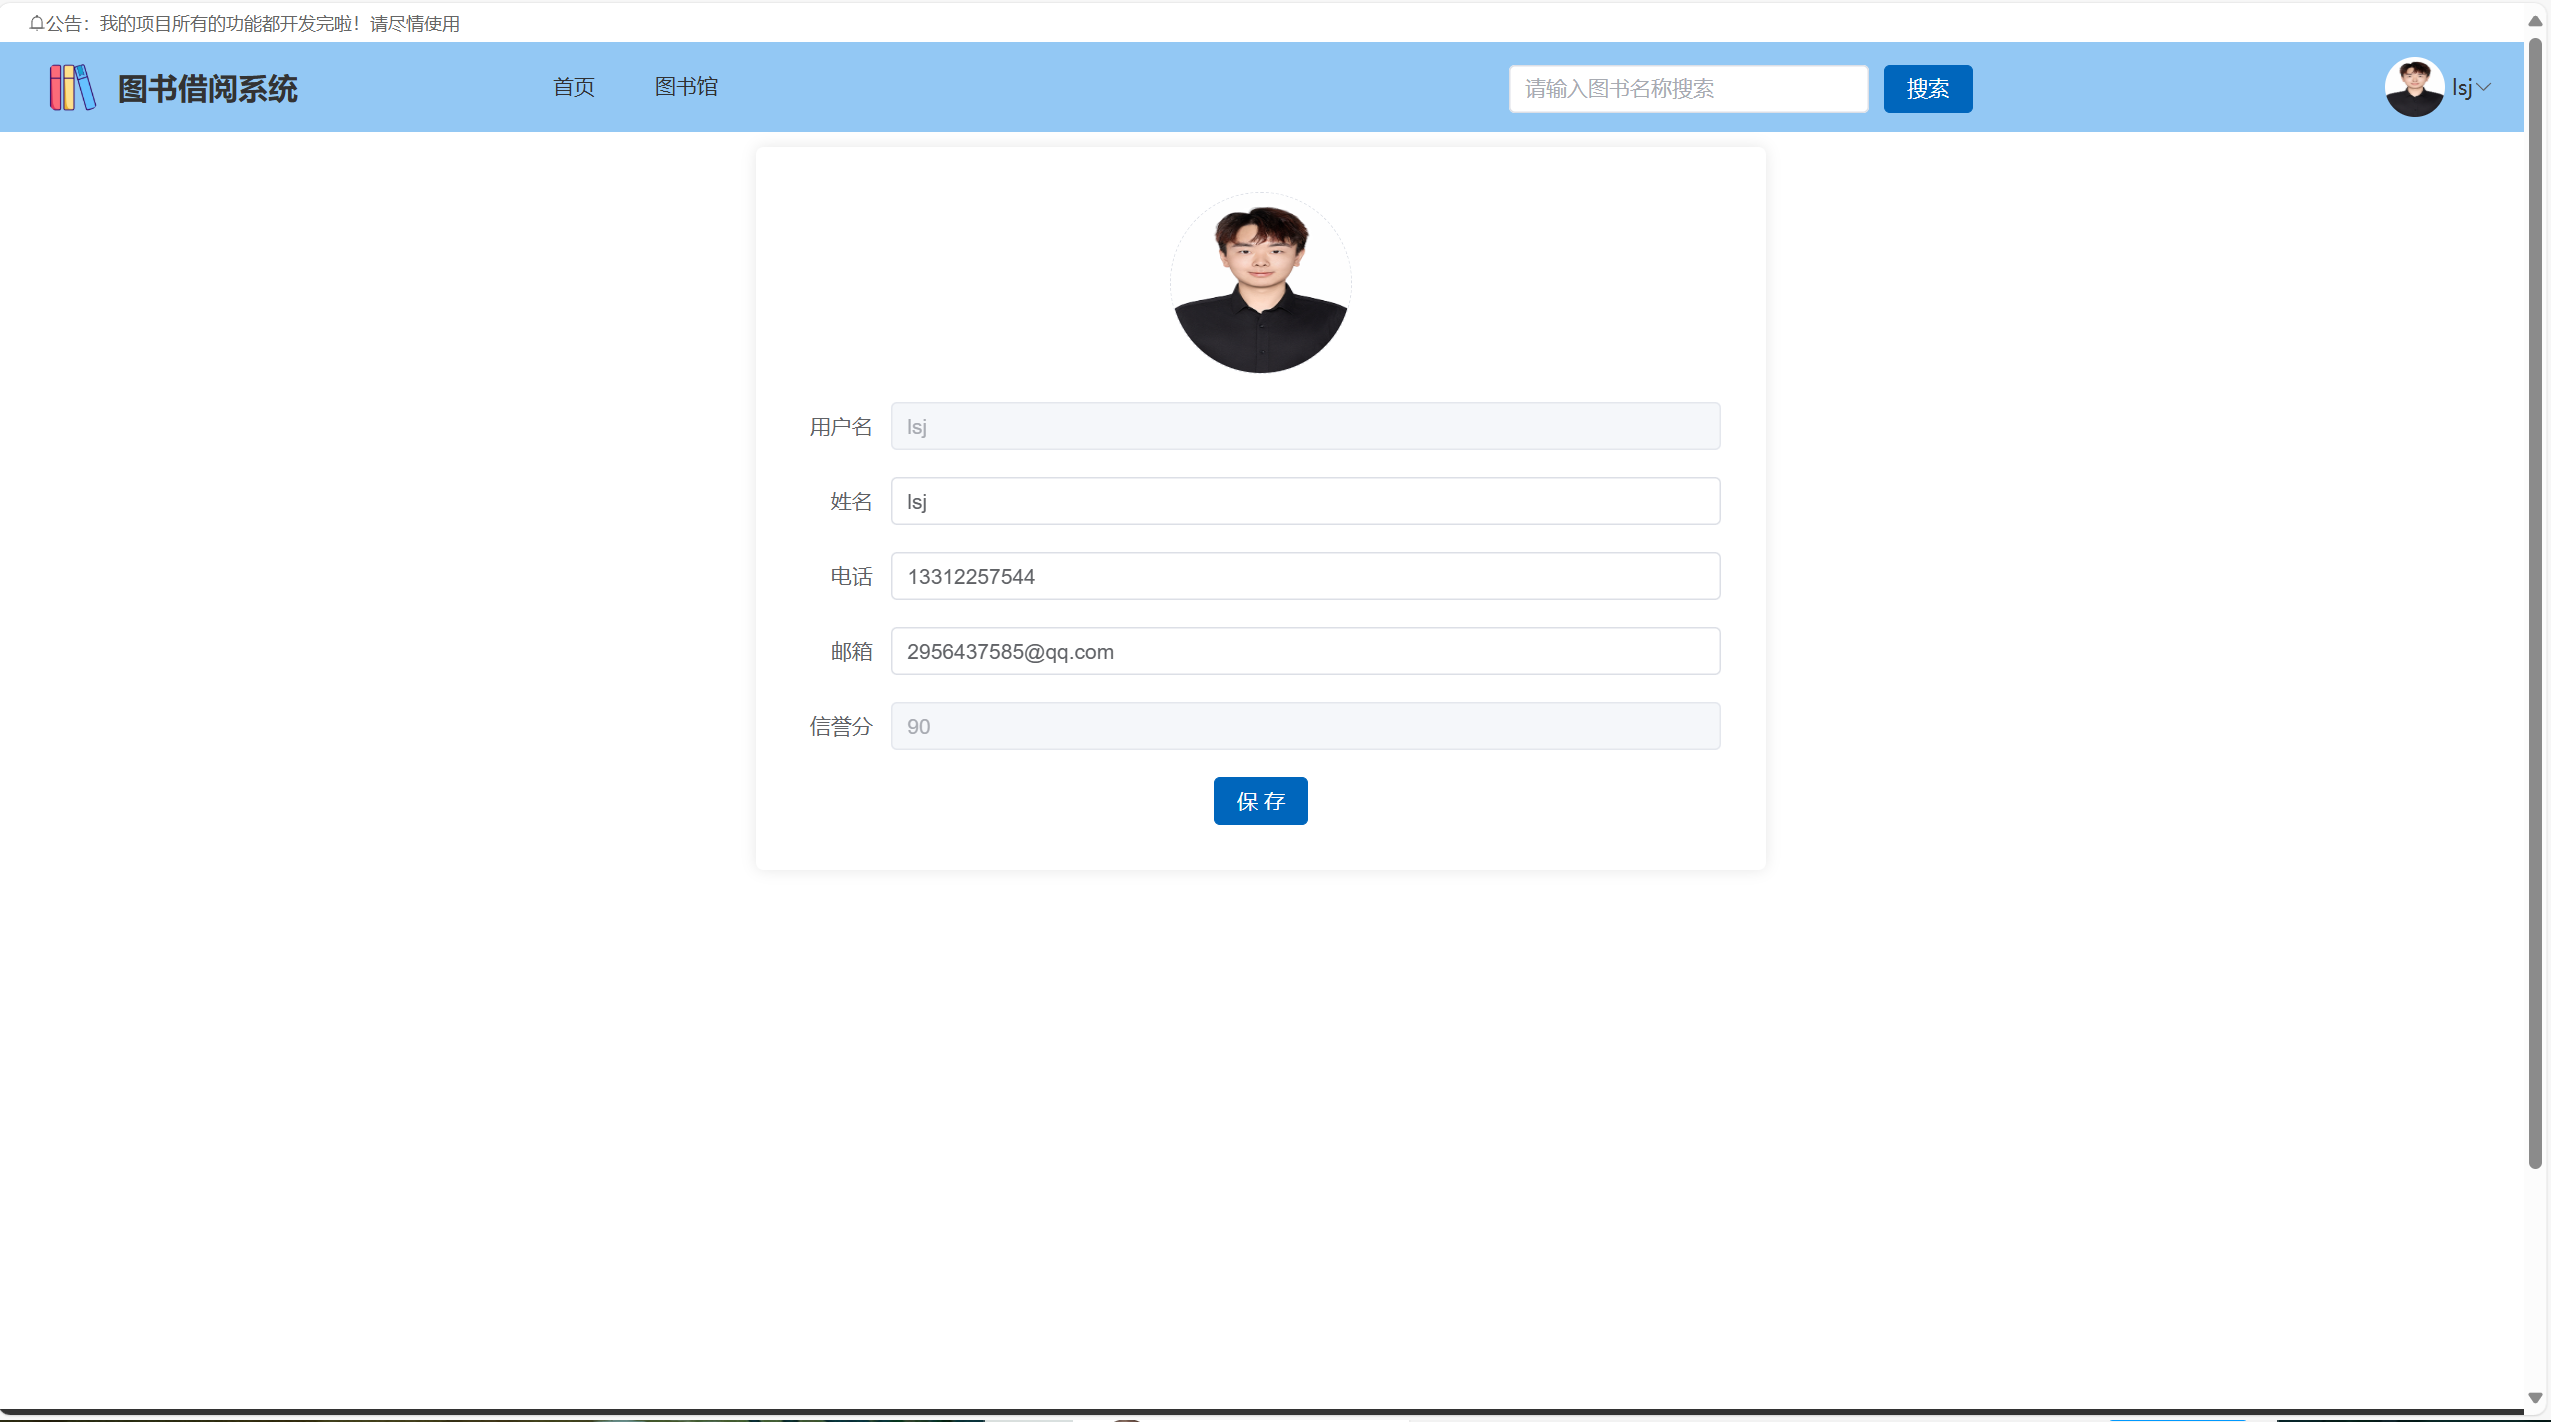 公告：我的项目所有的功能都开发完啦！请尽情使用
图书借阅系统 首页 图书馆 请输入图书名称搜索 搜索 lsj
用户名 lsj
姓名 lsj
电话 13312257544
邮箱 2956437585@qq.com
信誉分 90
保 存